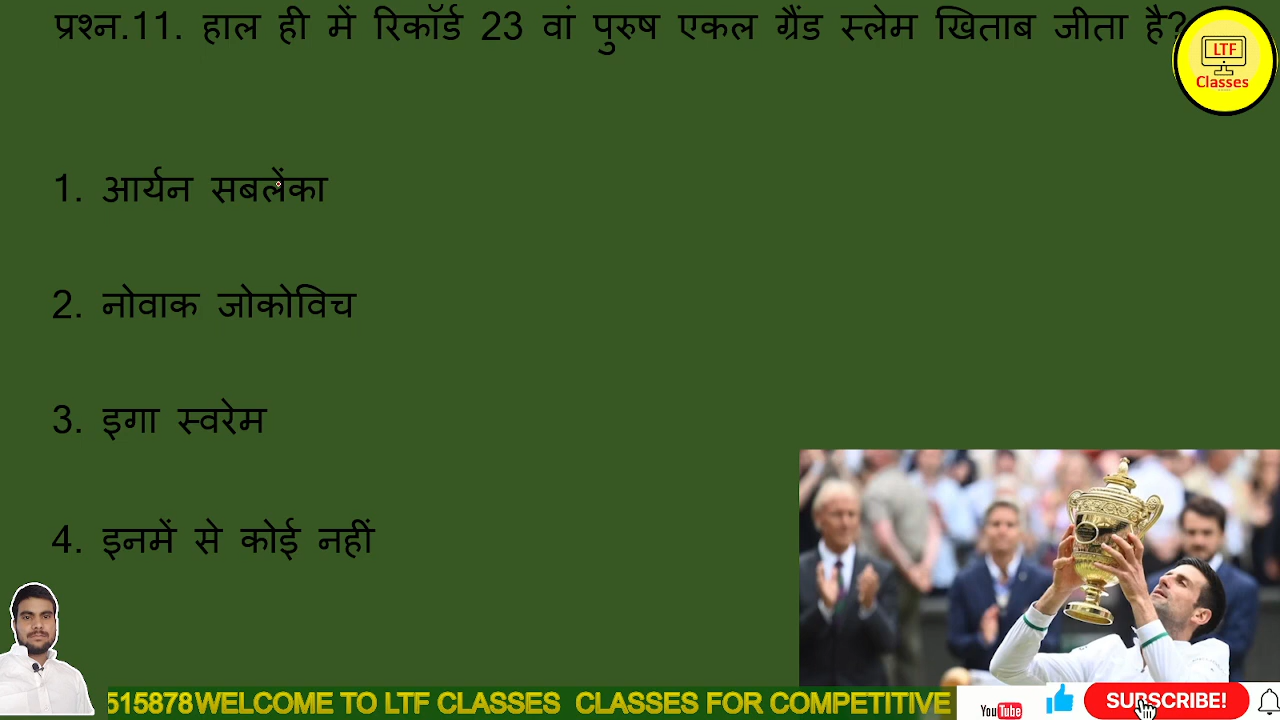 प्रश्न.11. हाल ही में रिकॉर्ड 23 वां पुरुष एकल ग्रैंड स्लेम खिताब जीता है?
LTF
Classes
1. आर्यन सबलेंका
2. नोवाक जोकोविच
3. इगा स्वरेम
4. इनमें से कोई नहीं
515878WELCOME TO LTF CLASSES CLASSES FOR COMPETITIVE
YouTube
SUBSCRIBE!